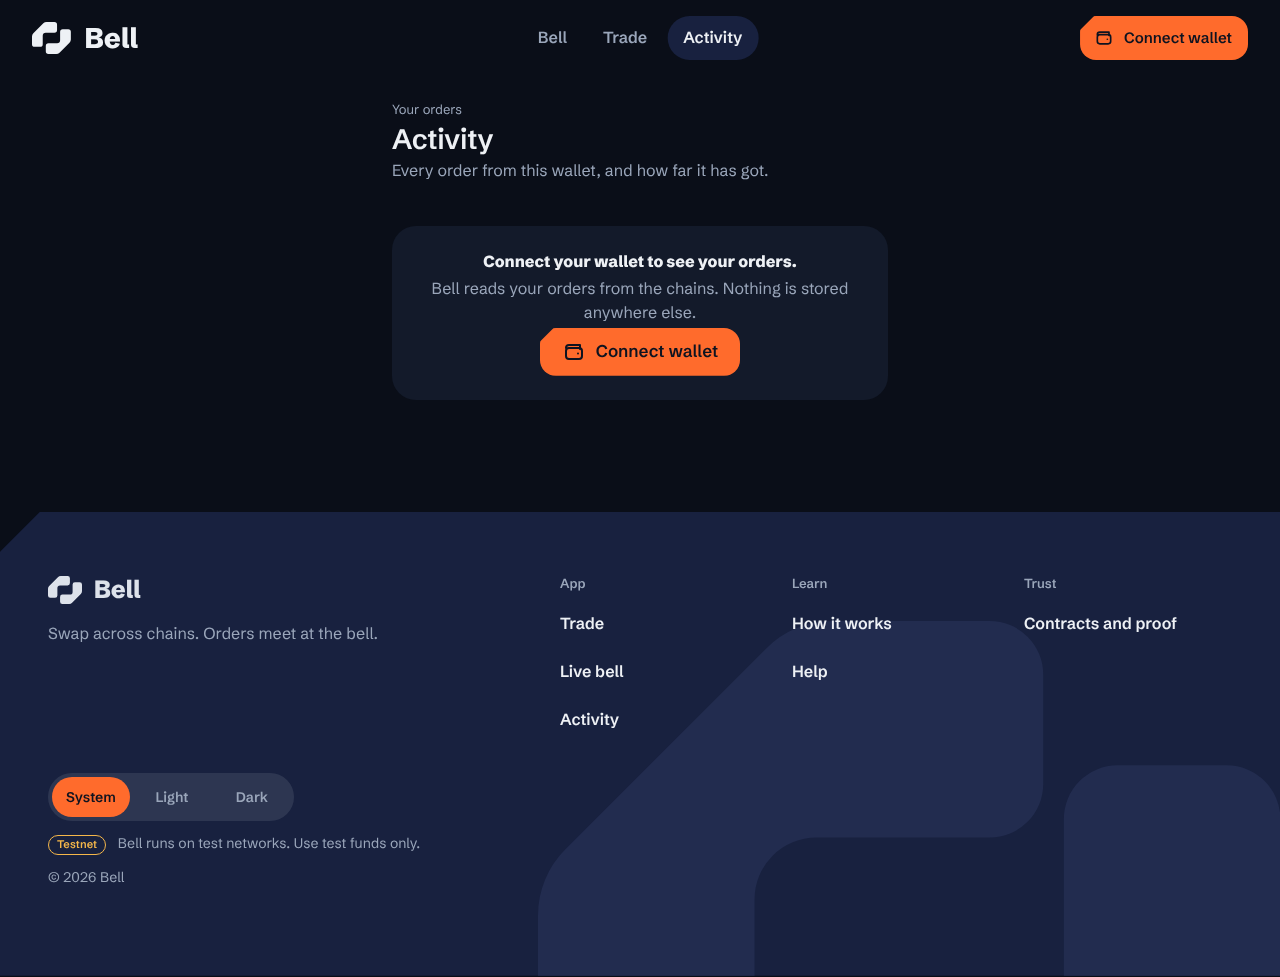 Bell
Bell
Trade
Activity
Connect wallet
Your orders
Activity
Every order from this wallet, and how far it has got.
Connect your wallet to see your orders.
Bell reads your orders from the chains. Nothing is stored
anywhere else.
Connect wallet
Bell
Swap across chains. Orders meet at the bell.
App
Trade
Live bell
Activity
Learn
How it works
Help
Trust
Contracts and proof
System
Light
Dark
Testnet
Bell runs on test networks. Use test funds only.
© 2026 Bell